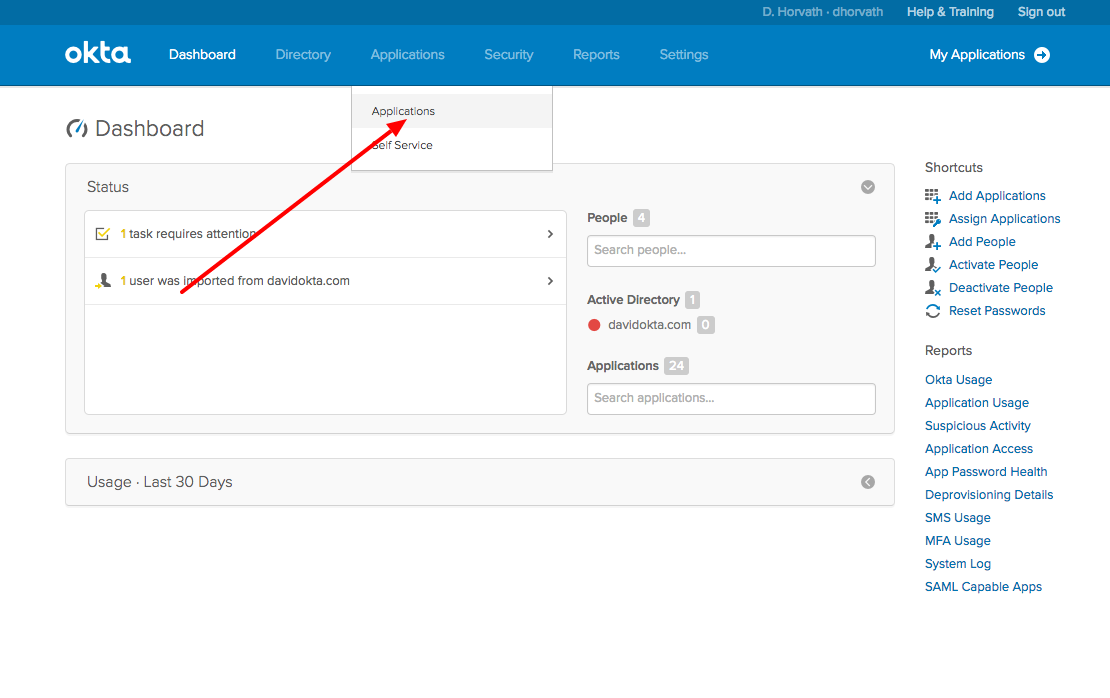 D. Horvath · dhorvath Help & Training Sign out
okta Dashboard Directory Applications Security Reports Settings My Applications
Applications
Self Service
Dashboard
Status
1 task requires attention
1 user was imported from davidokta.com
People 4
Search people...
Active Directory 1
davidokta.com 0
Applications 24
Search applications...
Usage · Last 30 Days
Shortcuts
Add Applications
Assign Applications
Add People
Activate People
Deactivate People
Reset Passwords
Reports
Okta Usage
Application Usage
Suspicious Activity
Application Access
App Password Health
Deprovisioning Details
SMS Usage
MFA Usage
System Log
SAML Capable Apps